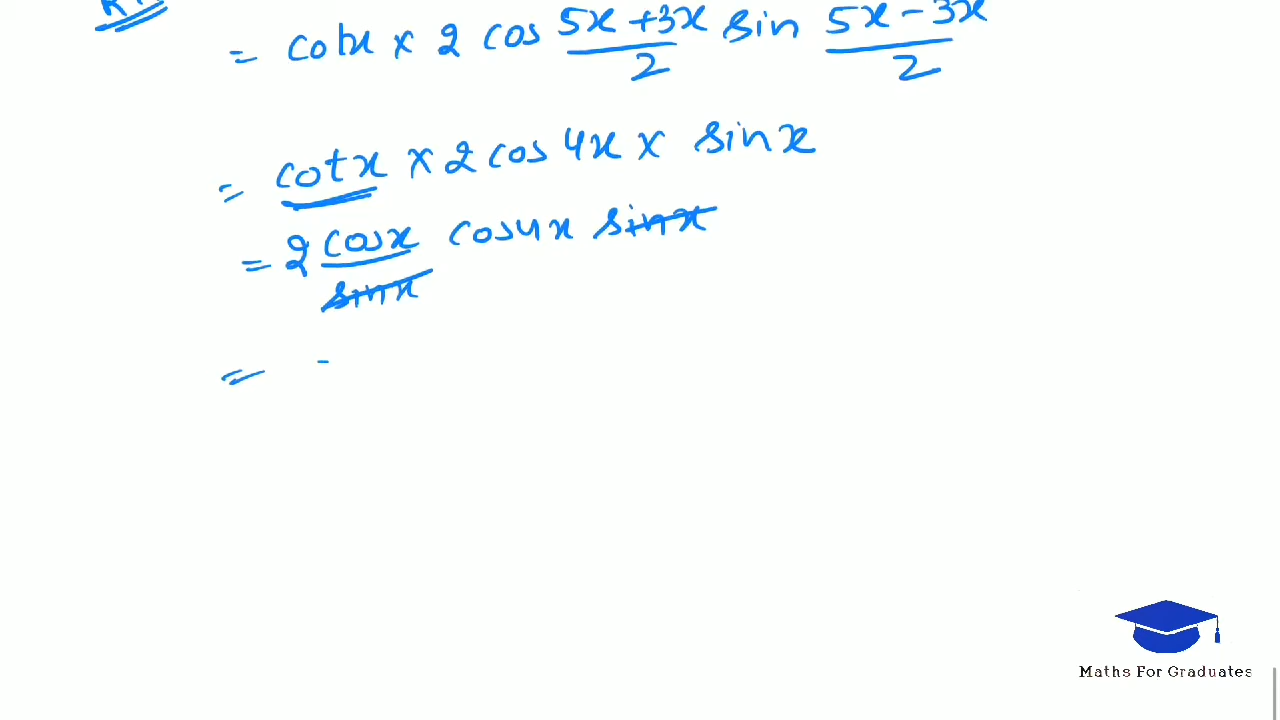 = cotx × 2 cos (5x+3x)/2 sin (5x-3x)/2
= cotx × 2 cos 4x × sin x
= 2 cosx/sinx cos4x sinx
=
Maths For Graduates